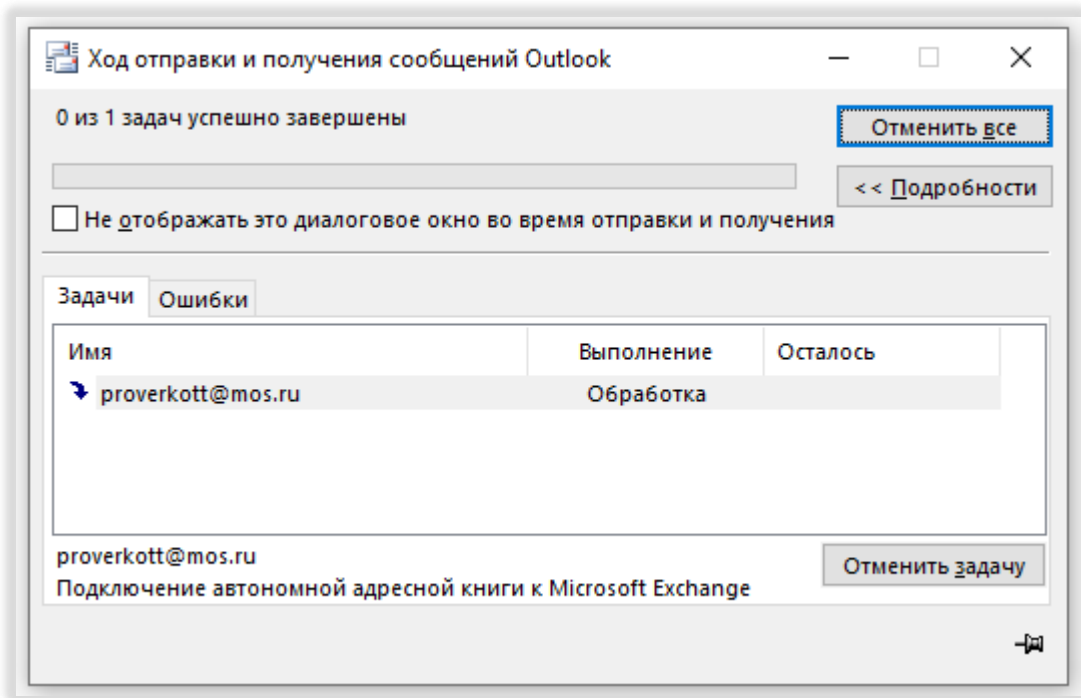 Ход отправки и получения сообщений Outlook
0 из 1 задач успешно завершены
Отменить все
<< Подробности
Не отображать это диалоговое окно во время отправки и получения
Задачи Ошибки
Имя Выполнение Осталось
proverkott@mos.ru Обработка
proverkott@mos.ru
Отменить задачу
Подключение автономной адресной книги к Microsoft Exchange